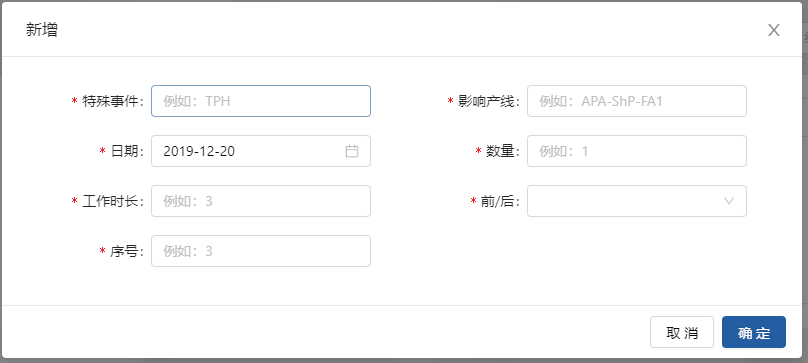 新增
* 特殊事件： 例如：TPH * 影响产线： 例如：APA-ShP-FA1
* 日期： 2019-12-20 * 数量： 例如：1
* 工作时长： 例如：3 * 前/后：
* 序号： 例如：3
取 消 确 定